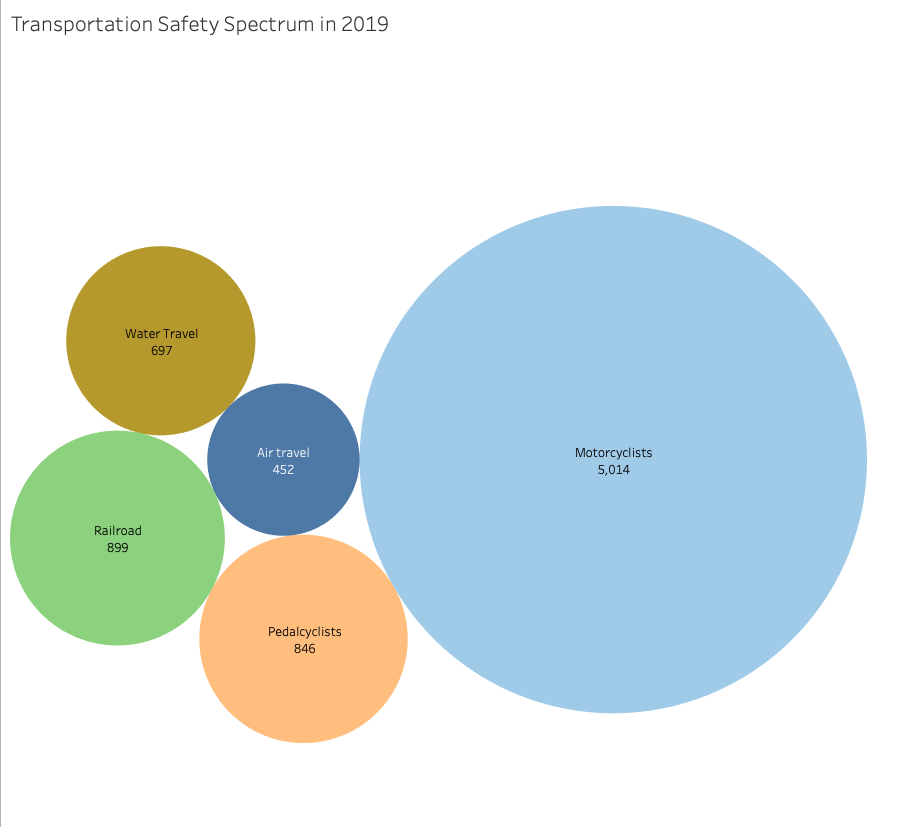 Transportation Safety Spectrum in 2019
Water Travel
697
Air travel
452
Motorcyclists
5,014
Railroad
899
Pedalcyclists
846